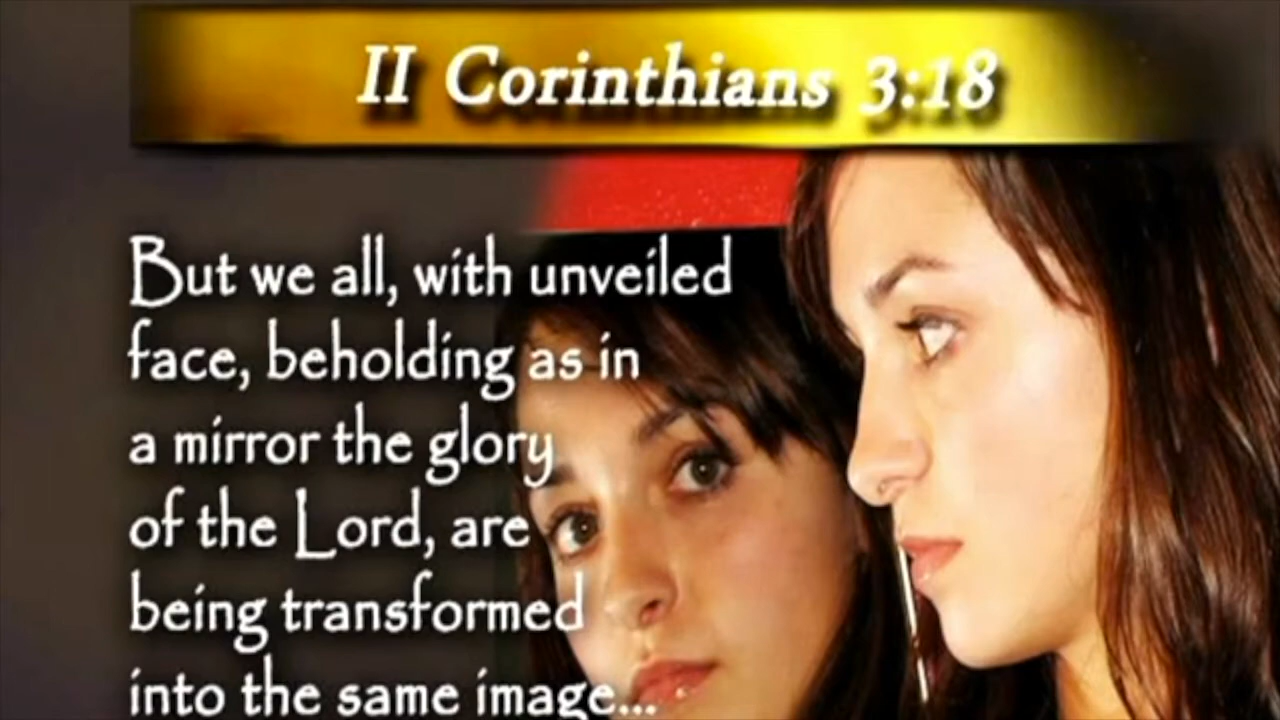 II Corinthians 3:18
But we all, with unveiled
face, beholding as in
a mirror the glory
of the Lord, are
being transformed
into the same image...